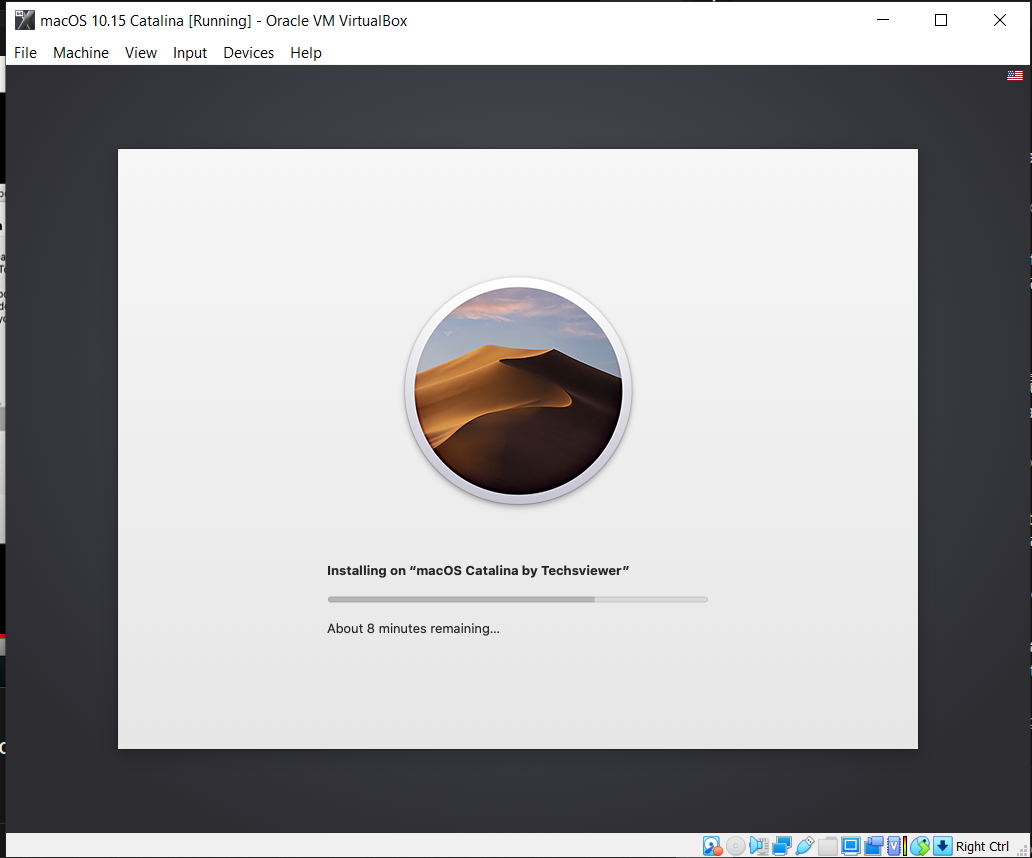 macOS 10.15 Catalina [Running] - Oracle VM VirtualBox
File Machine View Input Devices Help
Installing on “macOS Catalina by Techsviewer”
About 8 minutes remaining...
Right Ctrl